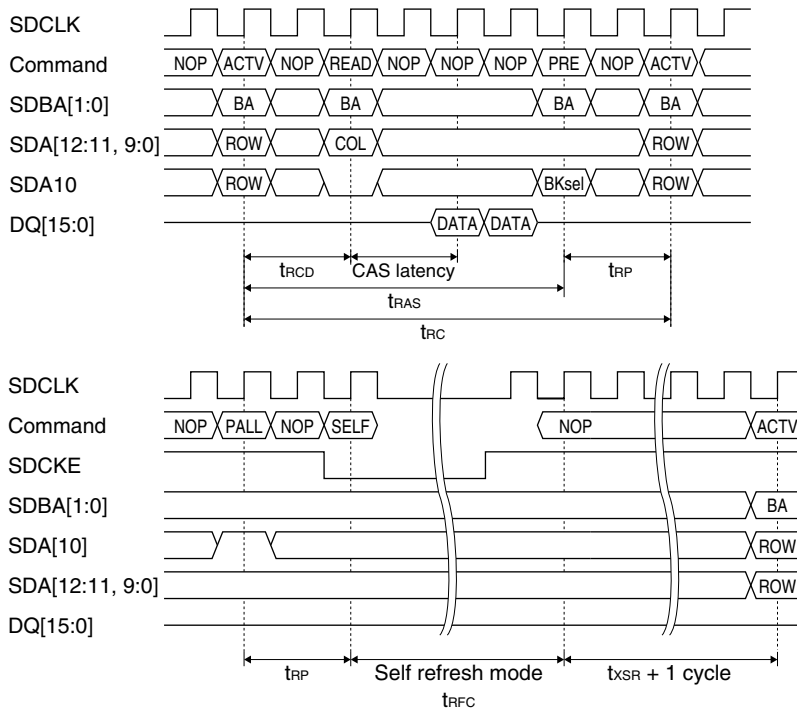 SDCLK
Command NOP ACTV NOP READ NOP NOP NOP PRE NOP ACTV
SDBA[1:0] BA BA BA BA
SDA[12:11, 9:0] ROW COL ROW
SDA10 ROW BKsel ROW
DQ[15:0] DATA DATA
tRCD CAS latency tRP
tRAS
tRC
SDCLK
Command NOP PALL NOP SELF NOP ACTV
SDCKE
SDBA[1:0] BA
SDA[10] ROW
SDA[12:11, 9:0] ROW
DQ[15:0]
tRP Self refresh mode tXSR + 1 cycle
tRFC